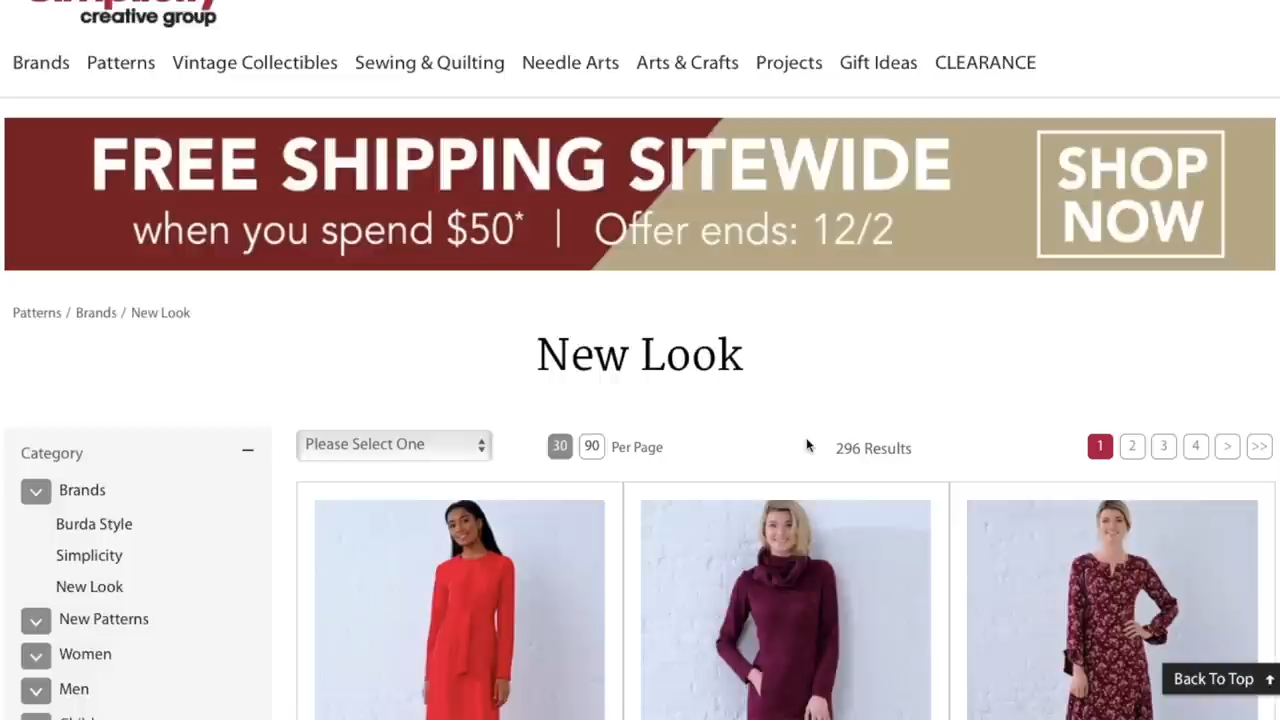 Simplicity
creative group
Brands Patterns Vintage Collectibles Sewing & Quilting Needle Arts Arts & Crafts Projects Gift Ideas CLEARANCE
FREE SHIPPING SITEWIDE
when you spend $50* | Offer ends: 12/2
SHOP
NOW
Patterns / Brands / New Look
New Look
Category
Please Select One 30 90 Per Page 296 Results 1 2 3 4 > >>
Brands
Burda Style
Simplicity
New Look
New Patterns
Women
Men
Back To Top